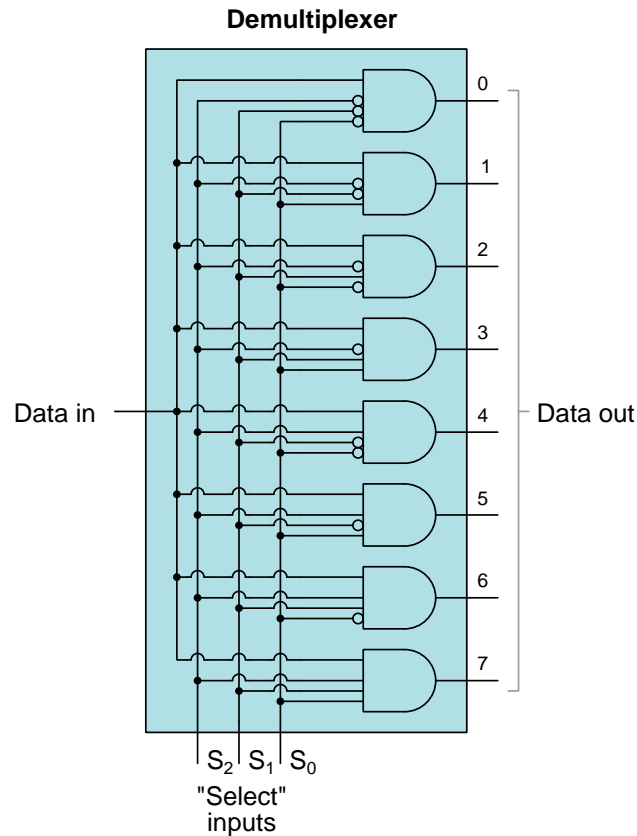 Demultiplexer
0
1
2
3
Data in
4
Data out
5
6
7
S₂ S₁ S₀
"Select"
inputs